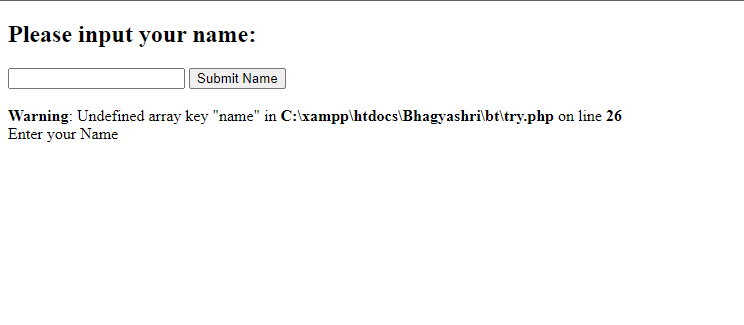 Please input your name:
Submit Name
Warning: Undefined array key "name" in C:\xampp\htdocs\Bhagyashri\bt\try.php on line 26
Enter your Name